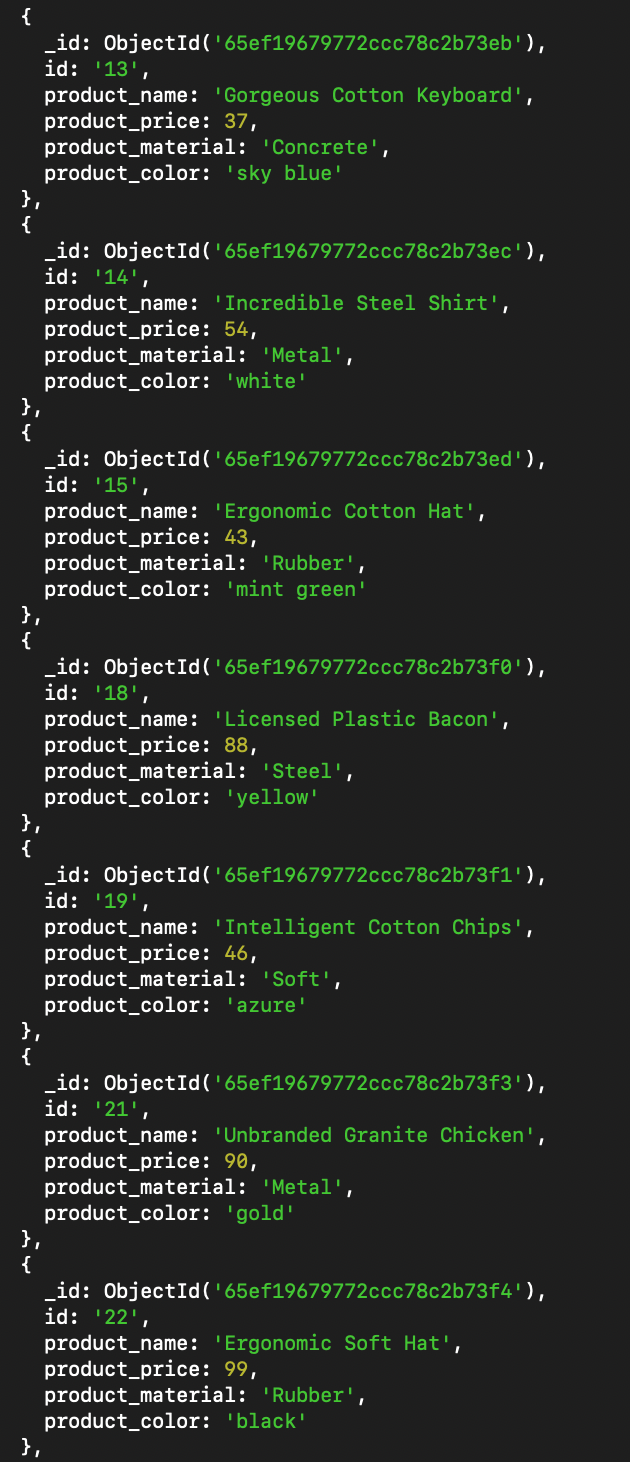 {
  _id: ObjectId('65ef19679772ccc78c2b73eb'),
  id: '13',
  product_name: 'Gorgeous Cotton Keyboard',
  product_price: 37,
  product_material: 'Concrete',
  product_color: 'sky blue'
},
{
  _id: ObjectId('65ef19679772ccc78c2b73ec'),
  id: '14',
  product_name: 'Incredible Steel Shirt',
  product_price: 54,
  product_material: 'Metal',
  product_color: 'white'
},
{
  _id: ObjectId('65ef19679772ccc78c2b73ed'),
  id: '15',
  product_name: 'Ergonomic Cotton Hat',
  product_price: 43,
  product_material: 'Rubber',
  product_color: 'mint green'
},
{
  _id: ObjectId('65ef19679772ccc78c2b73f0'),
  id: '18',
  product_name: 'Licensed Plastic Bacon',
  product_price: 88,
  product_material: 'Steel',
  product_color: 'yellow'
},
{
  _id: ObjectId('65ef19679772ccc78c2b73f1'),
  id: '19',
  product_name: 'Intelligent Cotton Chips',
  product_price: 46,
  product_material: 'Soft',
  product_color: 'azure'
},
{
  _id: ObjectId('65ef19679772ccc78c2b73f3'),
  id: '21',
  product_name: 'Unbranded Granite Chicken',
  product_price: 90,
  product_material: 'Metal',
  product_color: 'gold'
},
{
  _id: ObjectId('65ef19679772ccc78c2b73f4'),
  id: '22',
  product_name: 'Ergonomic Soft Hat',
  product_price: 99,
  product_material: 'Rubber',
  product_color: 'black'
},